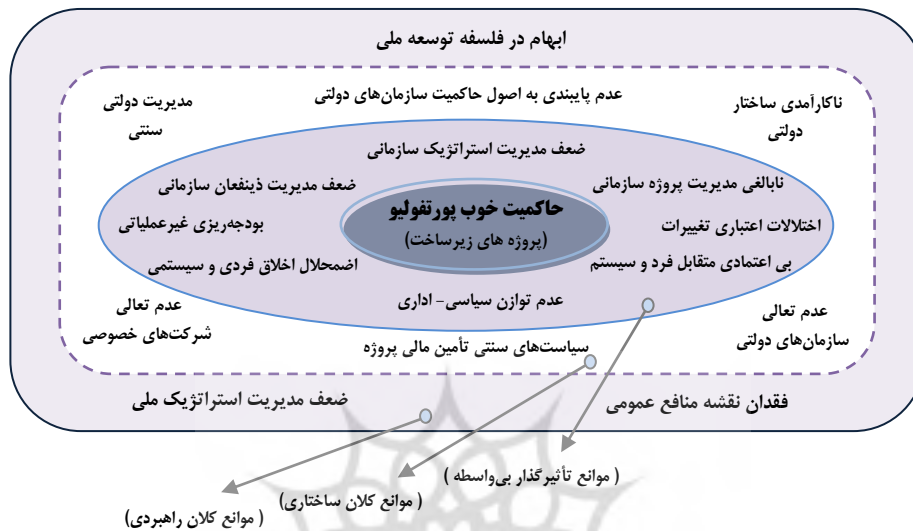 ابهام در فلسفه توسعه ملی
ناکارآمدی ساختار
دولتی
عدم پایبندی به اصول حاکمیت سازمان‌های دولتی
مدیریت دولتی
سنتی
ضعف مدیریت استراتژیک سازمانی
نابالغی مدیریت پروژه سازمانی
ضعف مدیریت ذینفعان سازمانی
حاکمیت خوب پورتفولیو
(پروژه های زیرساخت)
اختلالات اعتباری تغییرات
بودجه‌ریزی غیرعملیاتی
بی اعتمادی متقابل فرد و سیستم
اضمحلال اخلاق فردی و سیستمی
عدم توازن سیاسی- اداری
عدم تعالی
سازمان‌های دولتی
عدم تعالی
شرکت‌های خصوصی
سیاست‌های سنتی تأمین مالی پروژه
فقدان نقشه منافع عمومی
ضعف مدیریت استراتژیک ملی
( موانع تأثیرگذار بی‌واسطه )
( موانع کلان ساختاری)
( موانع کلان راهبردی)